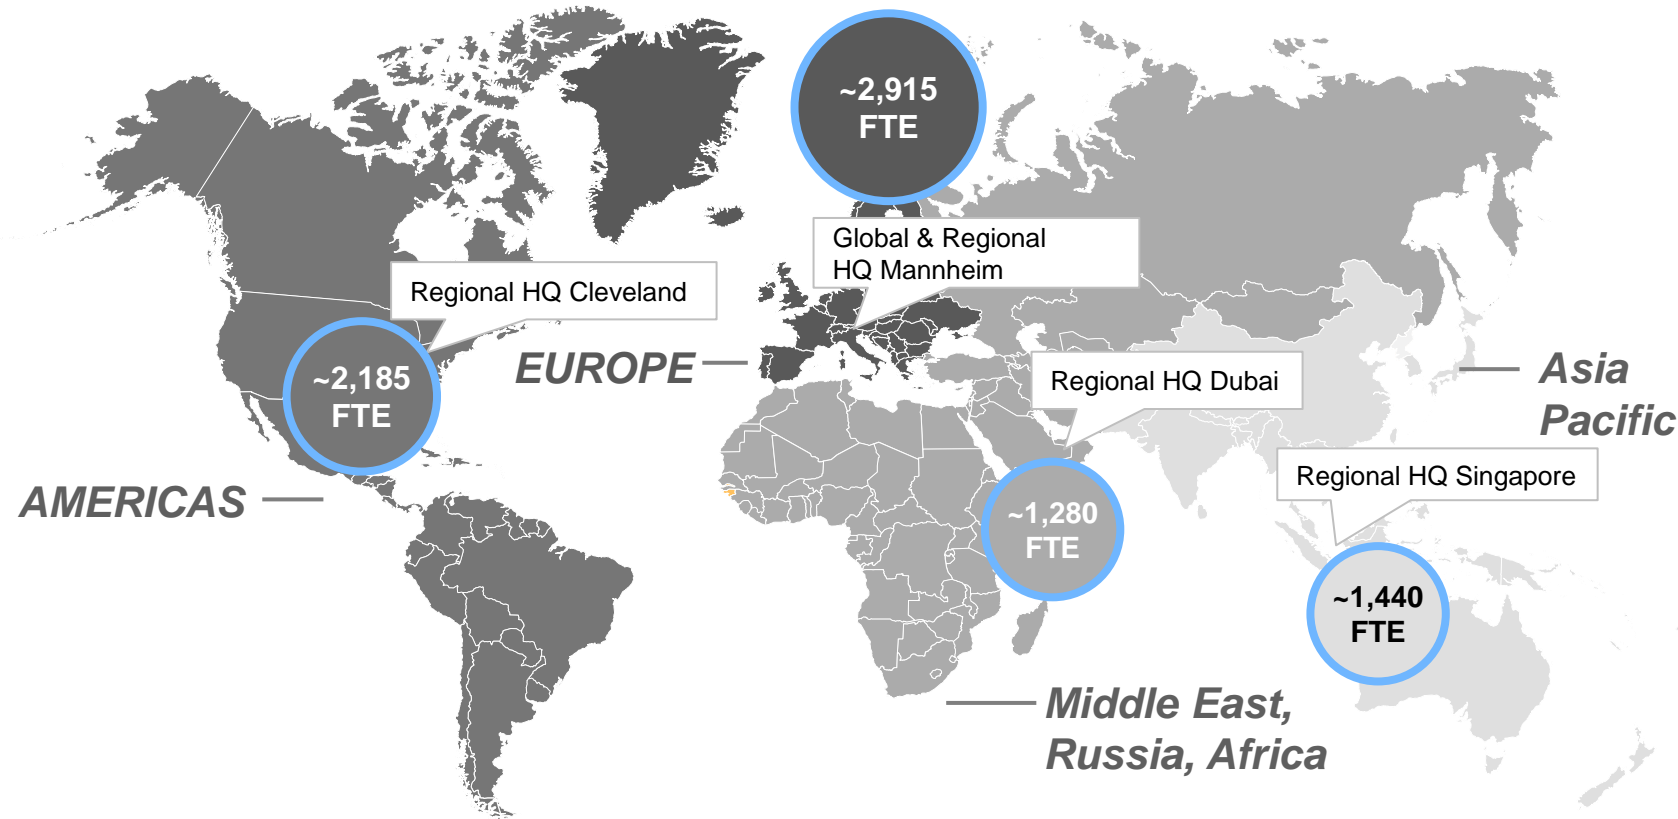 ~2,915
FTE
Global & Regional
HQ Mannheim
Regional HQ Cleveland
EUROPE
~2,185
FTE
AMERICAS
Regional HQ Dubai
~1,280
FTE
Middle East,
Russia, Africa
Asia
Pacific
Regional HQ Singapore
~1,440
FTE